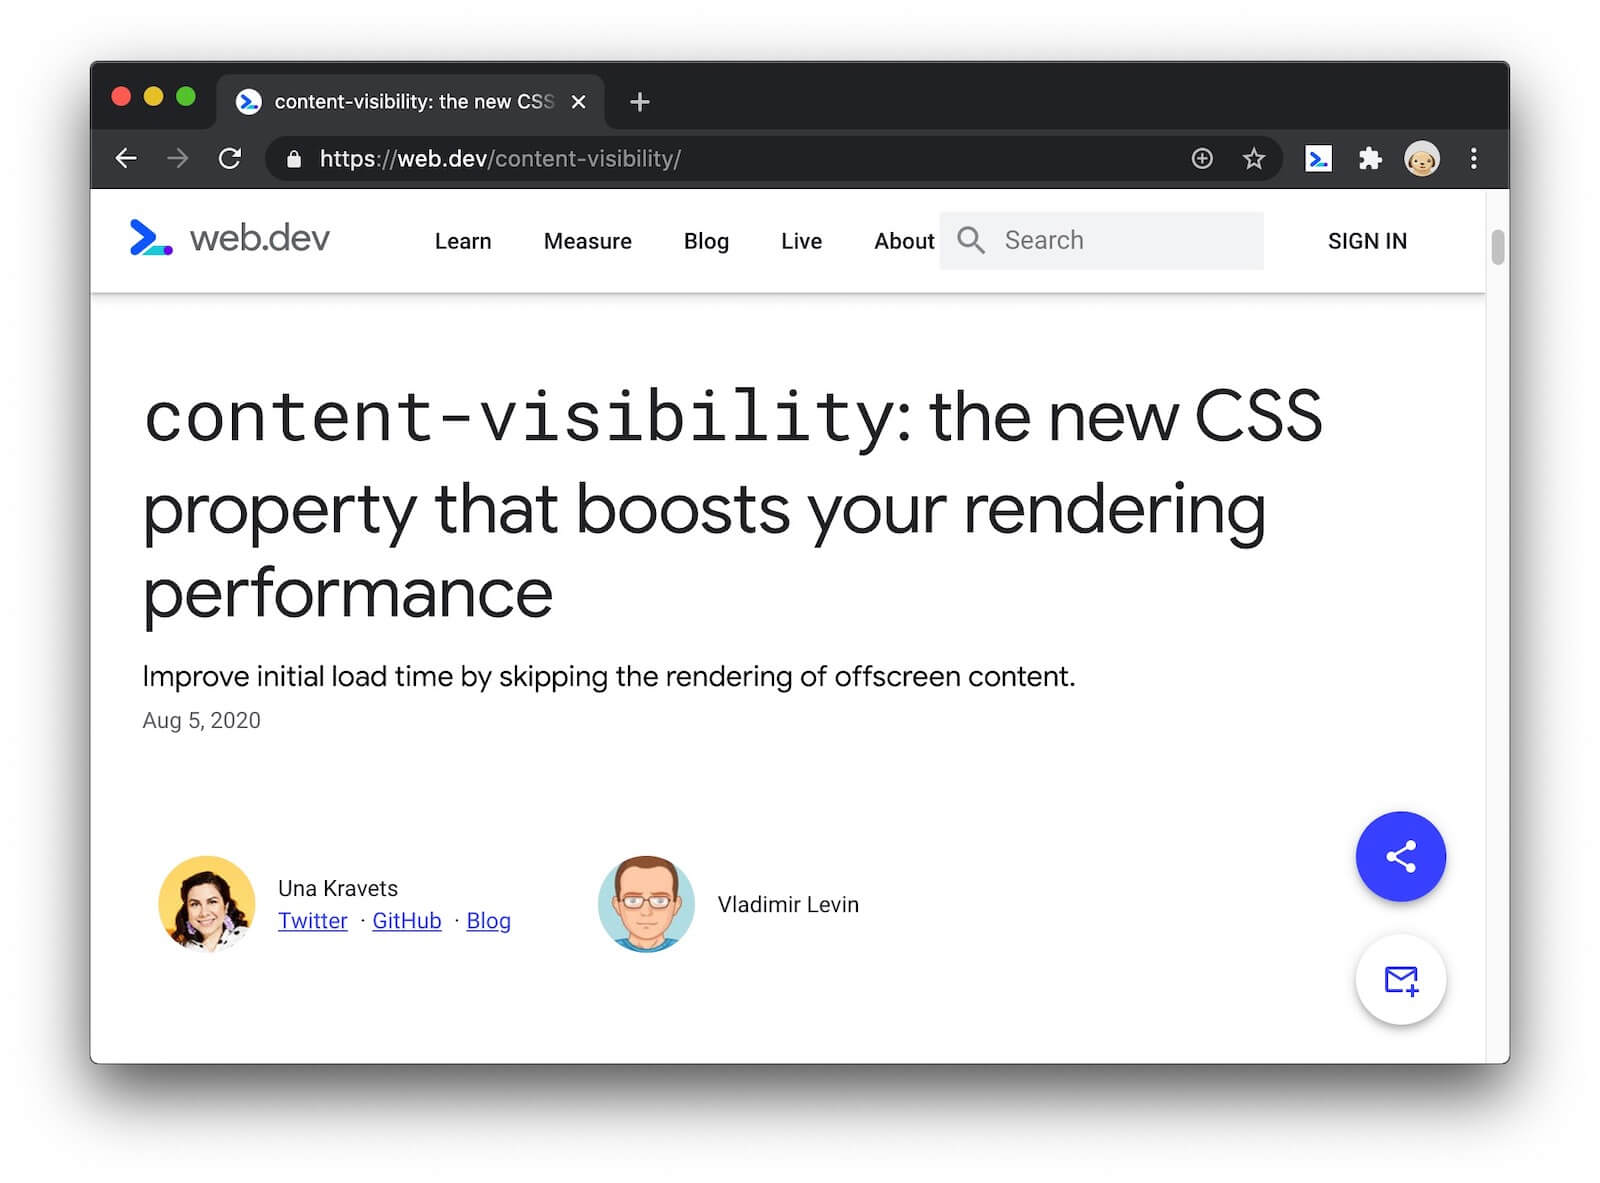 content-visibility: the new CSS
https://web.dev/content-visibility/
web.dev Learn Measure Blog Live About Search SIGN IN
content-visibility: the new CSS
property that boosts your rendering
performance
Improve initial load time by skipping the rendering of offscreen content.
Aug 5, 2020
Una Kravets
Twitter · GitHub · Blog
Vladimir Levin